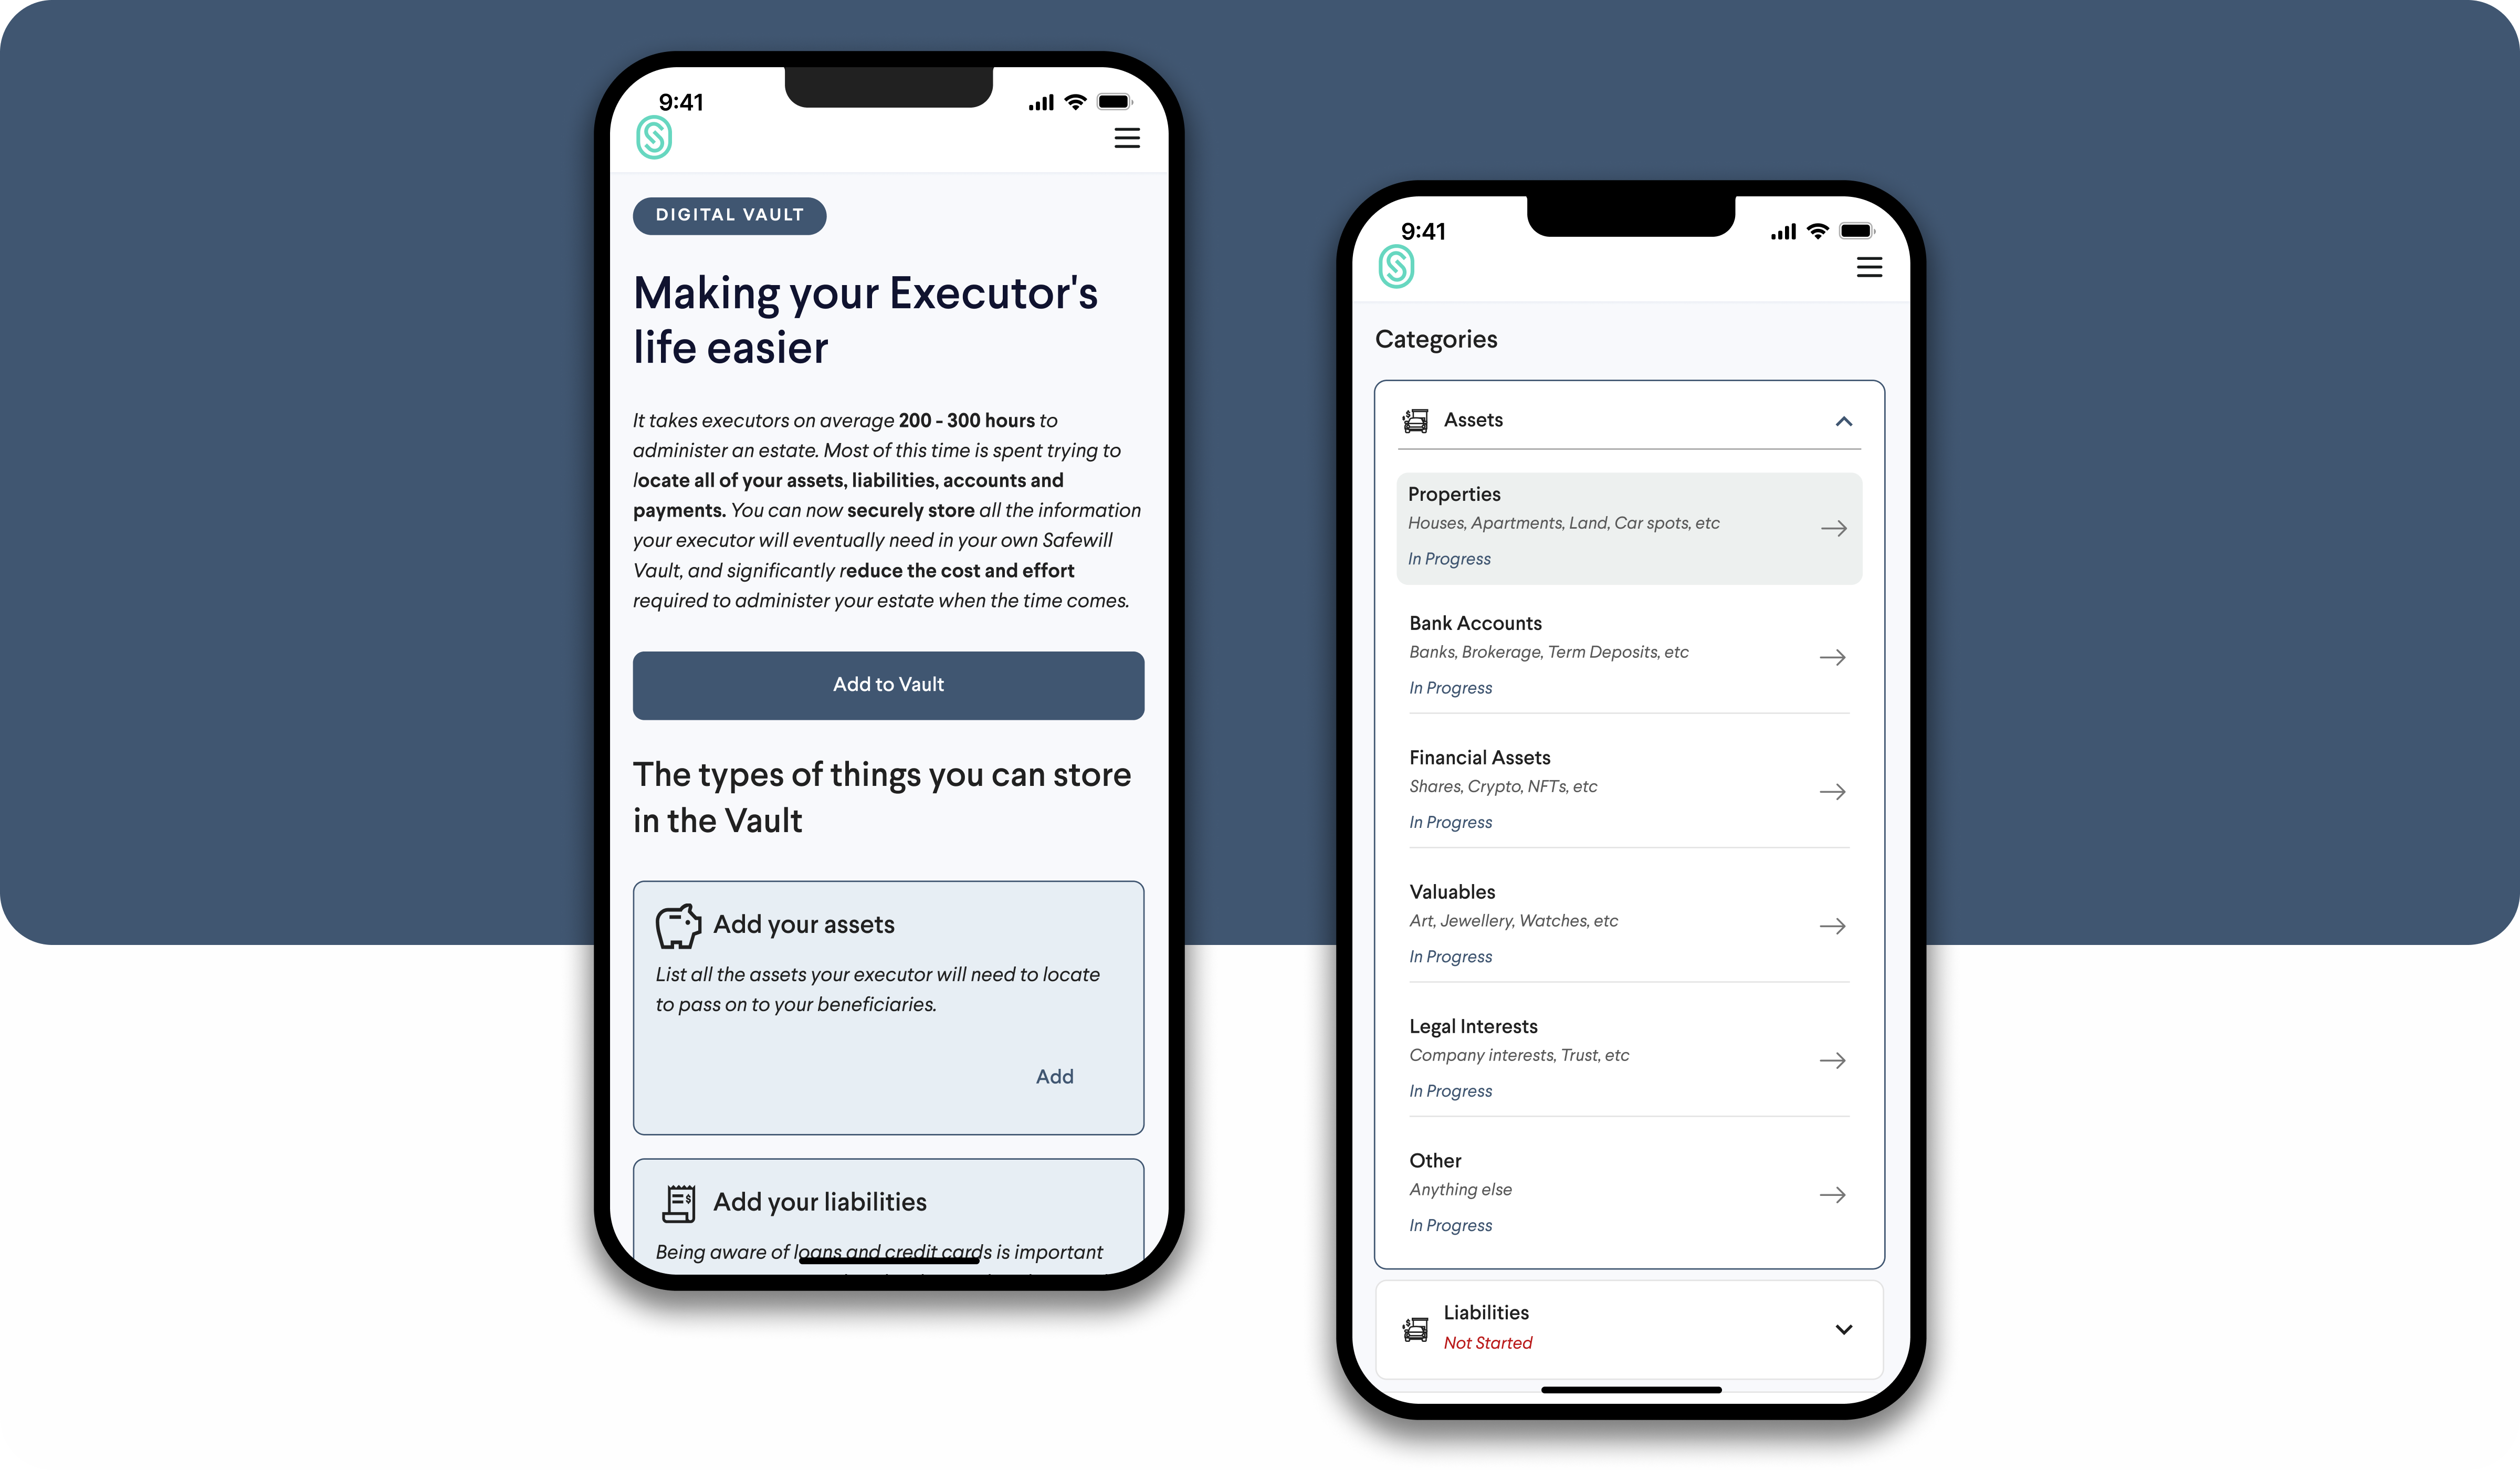 9:41
DIGITAL VAULT
Making your Executor's
life easier
It takes executors on average 200 - 300 hours to
administer an estate. Most of this time is spent trying to
locate all of your assets, liabilities, accounts and
payments. You can now securely store all the information
your executor will eventually need in your own Safewill
Vault, and significantly reduce the cost and effort
required to administer your estate when the time comes.
Add to Vault
The types of things you can store
in the Vault
Add your assets
List all the assets your executor will need to locate
to pass on to your beneficiaries.
Add
Add your liabilities
Being aware of loans and credit cards is important
9:41
Categories
Assets
Properties
Houses, Apartments, Land, Car spots, etc
In Progress
Bank Accounts
Banks, Brokerage, Term Deposits, etc
In Progress
Financial Assets
Shares, Crypto, NFTs, etc
In Progress
Valuables
Art, Jewellery, Watches, etc
In Progress
Legal Interests
Company interests, Trust, etc
In Progress
Other
Anything else
In Progress
Liabilities
Not Started